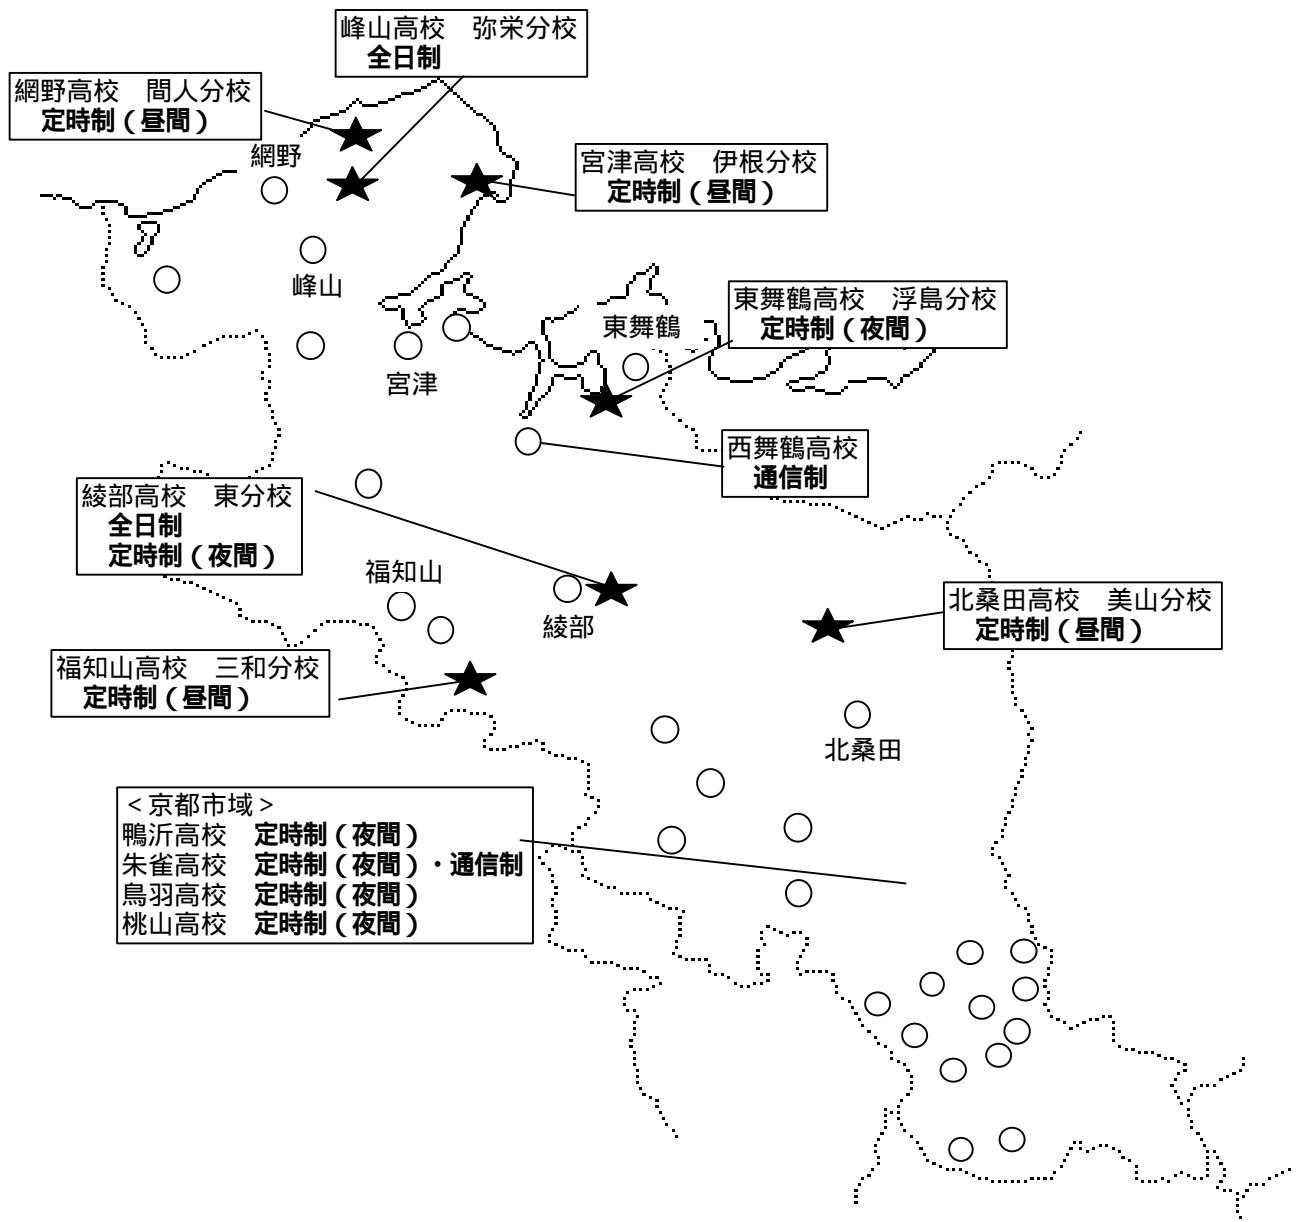 峰山高校　弥栄分校
全日制
網野高校　間人分校
定時制（昼間）
網野
宮津高校　伊根分校
定時制（昼間）
峰山
東舞鶴高校　浮島分校
定時制（夜間）
東舞鶴
宮津
西舞鶴高校
通信制
綾部高校　東分校
全日制
定時制（夜間）
福知山
綾部
北桑田高校　美山分校
定時制（昼間）
福知山高校　三和分校
定時制（昼間）
北桑田
＜京都市域＞
鴨沂高校　定時制（夜間）
朱雀高校　定時制（夜間）・通信制
鳥羽高校　定時制（夜間）
桃山高校　定時制（夜間）